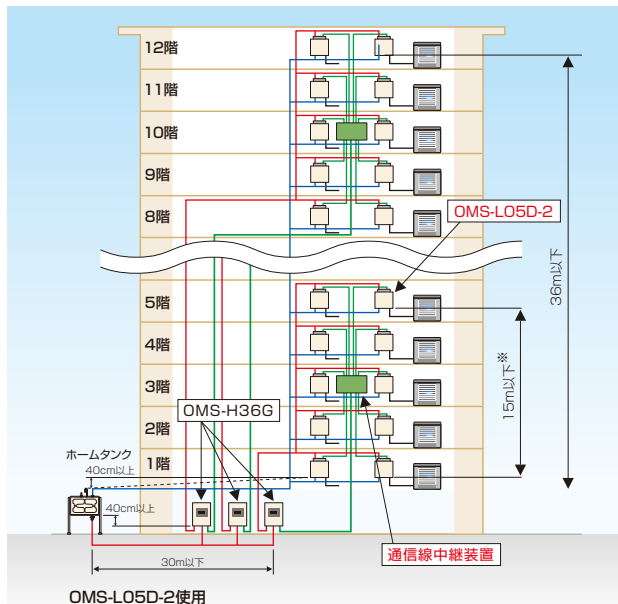 12階
11階
10階
9階
8階
OMS-L05D-2
36m以下
5階
4階
3階
2階
1階
15m以下※
OMS-H36G
ホームタンク
40cm以上
40cm以上
30m以下
通信線中継装置
OMS-L05D-2使用